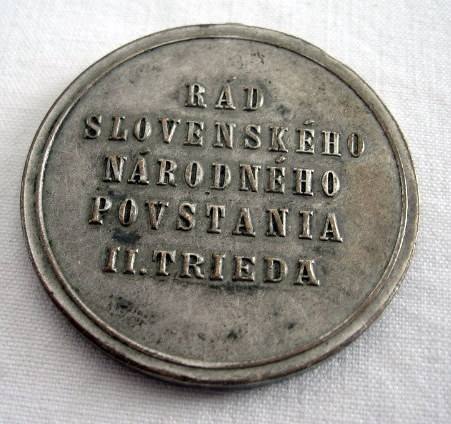 RÁD
SLOVENSKÉHO
NÁRODNÉHO
POVSTANIA
II. TRIEDA